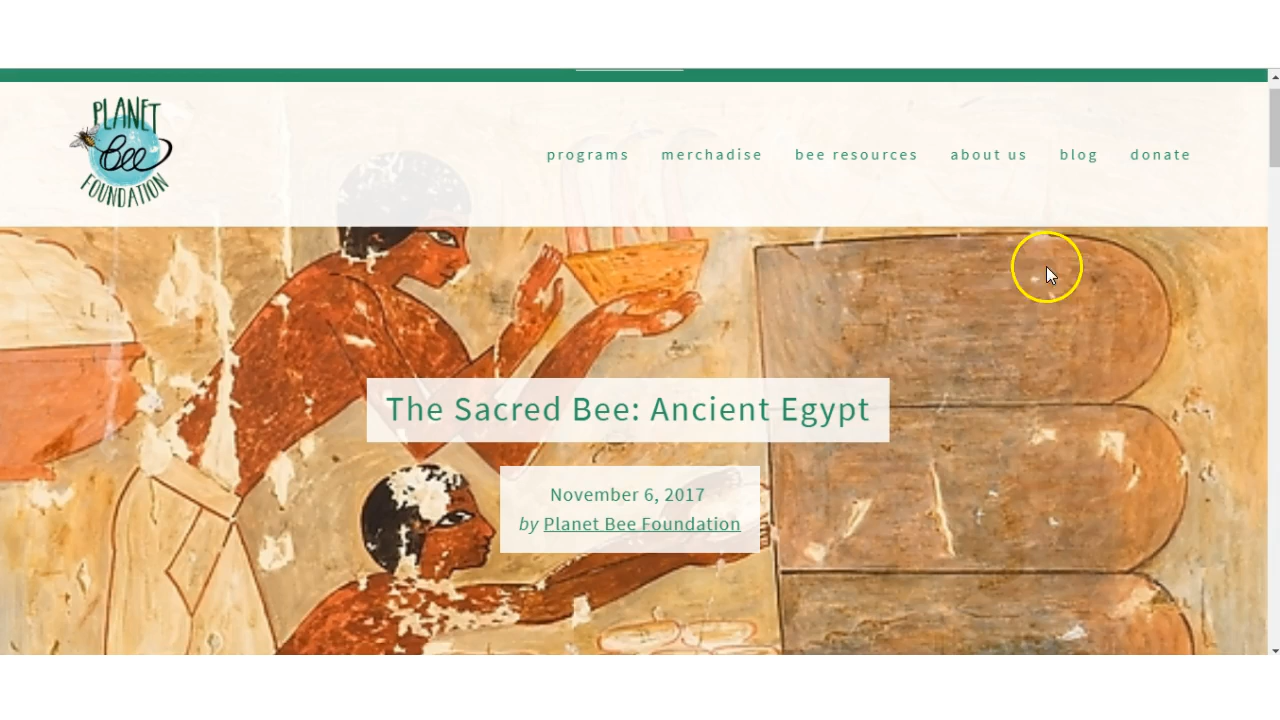 PLANET
bee
FOUNDATION
programs merchadise bee resources about us blog donate
The Sacred Bee: Ancient Egypt
November 6, 2017
by Planet Bee Foundation